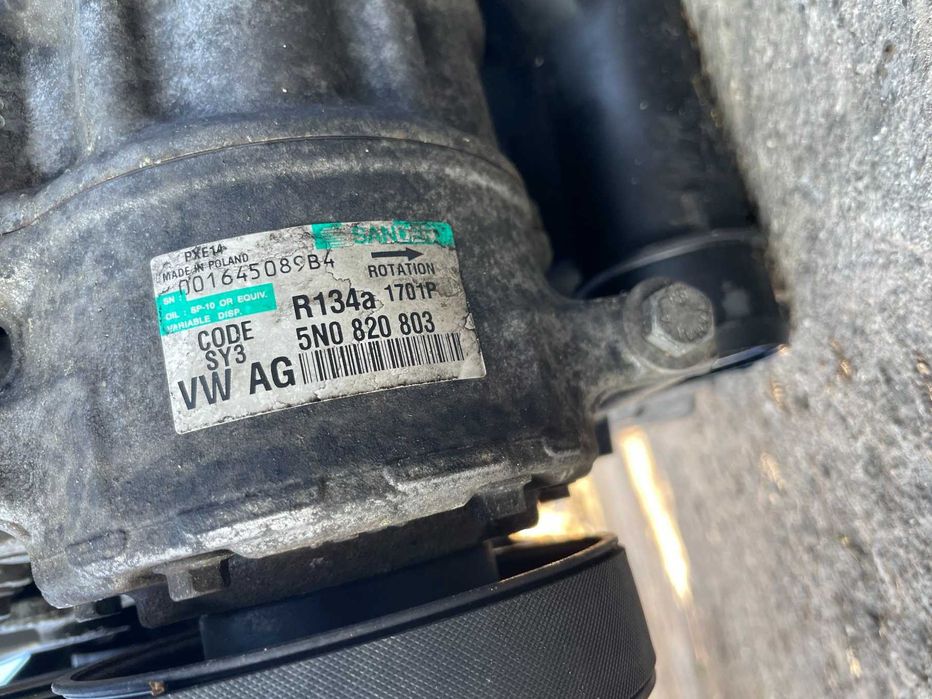 SANDEN
PXE14
MADE IN POLAND
ROTATION
SN : 001645089B4
OIL : SP-10 OR EQUIV.
VARIABLE DISP.
R134a 1701P
CODE
SY3
5N0 820 803
VW AG